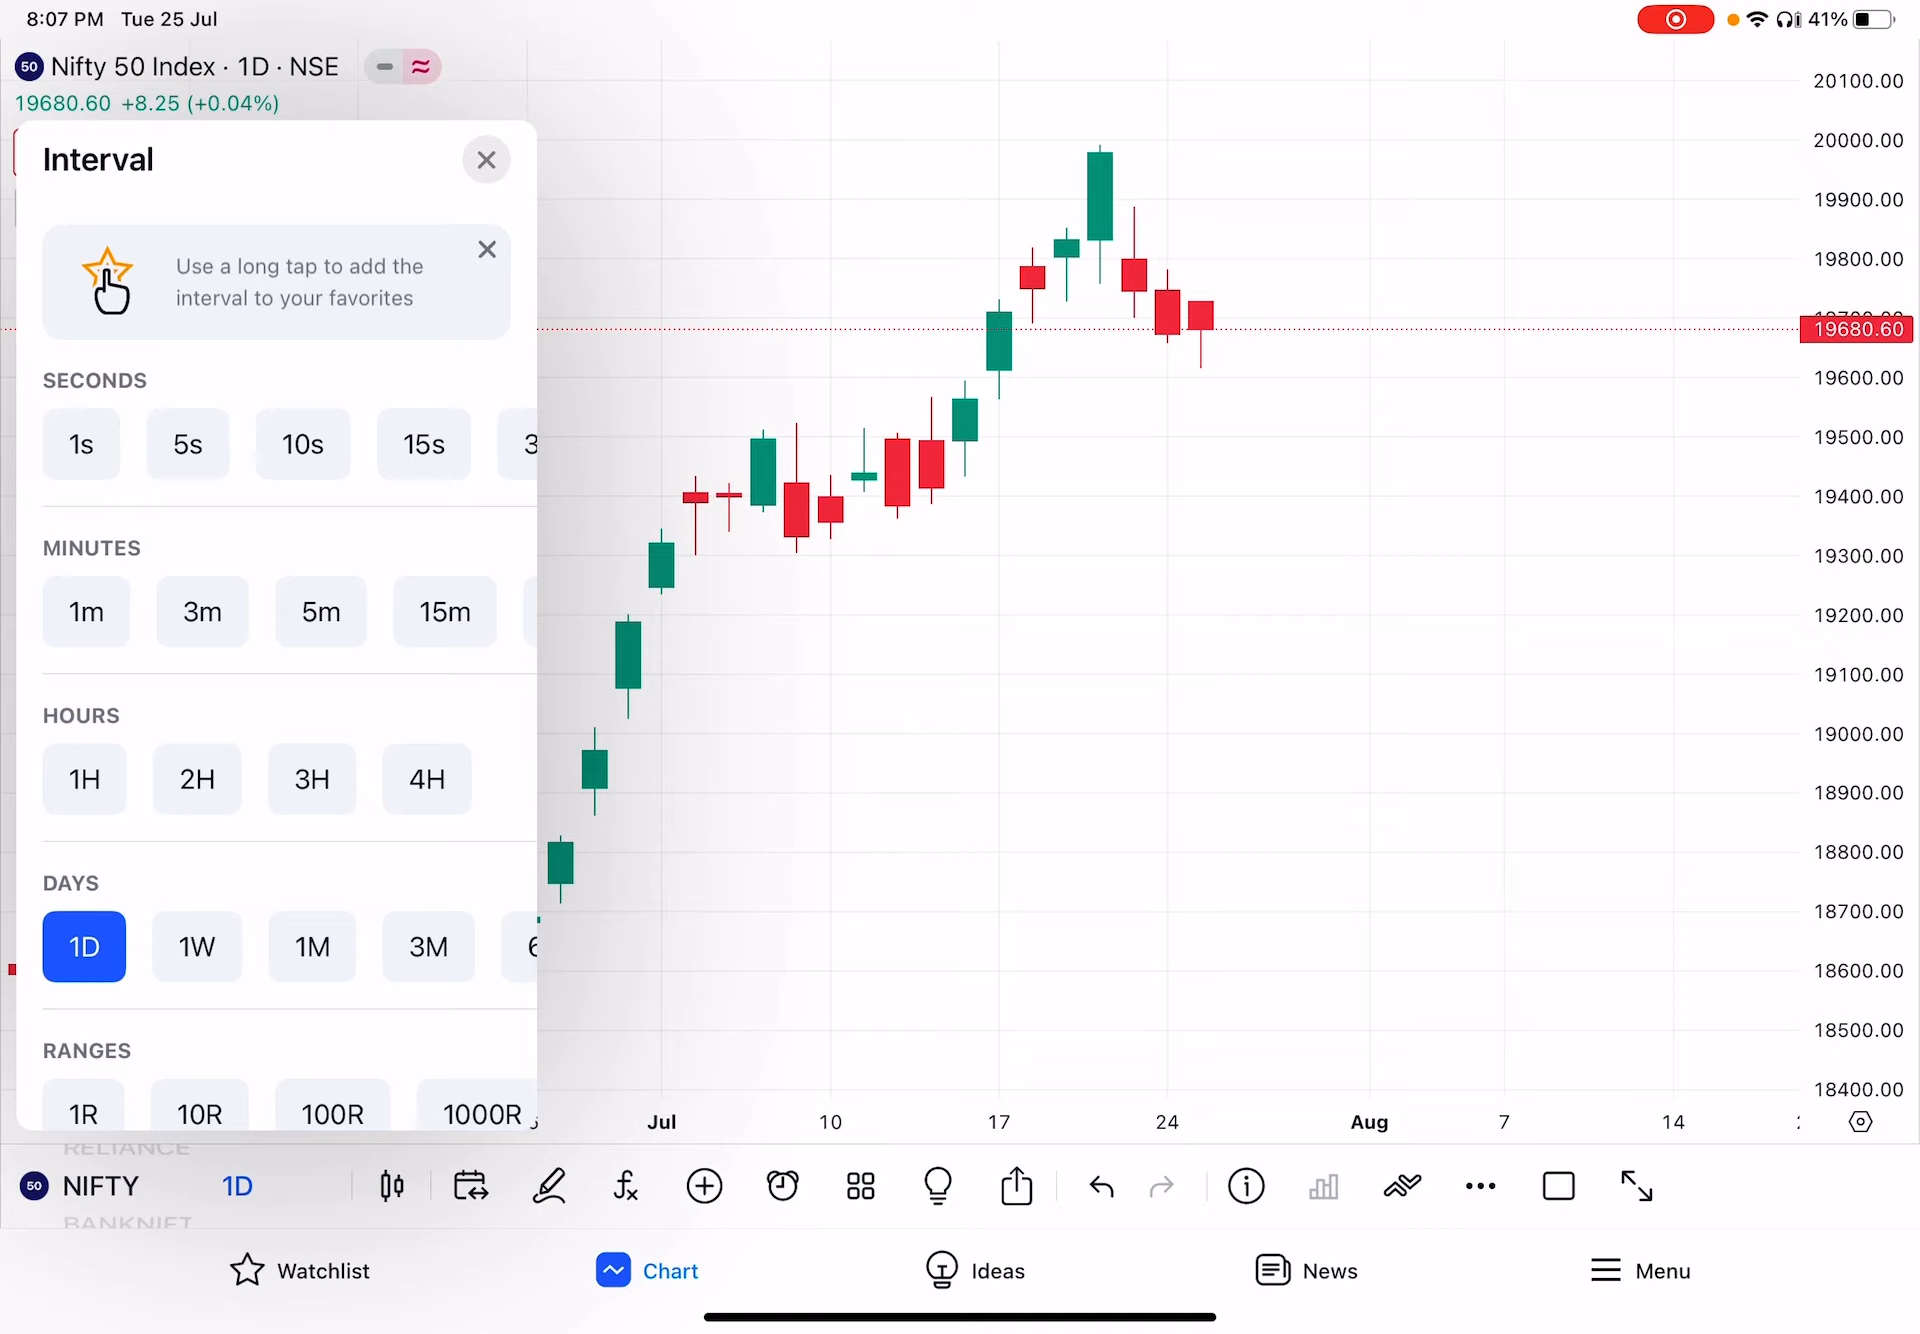 8:07 PM Tue 25 Jul
41%
50 Nifty 50 Index · 1D · NSE
19680.60 +8.25 (+0.04%)
Interval
Use a long tap to add the
interval to your favorites
SECONDS
1s 5s 10s 15s
MINUTES
1m 3m 5m 15m
HOURS
1H 2H 3H 4H
DAYS
1D 1W 1M 3M
RANGES
1R 10R 100R 1000R
20100.00
20000.00
19900.00
19800.00
19680.60
19600.00
19500.00
19400.00
19300.00
19200.00
19100.00
19000.00
18900.00
18800.00
18700.00
18600.00
18500.00
18400.00
Jul 10 17 24 Aug 7 14
RELIANCE
50 NIFTY 1D
BANKNIFT
Watchlist Chart Ideas News Menu